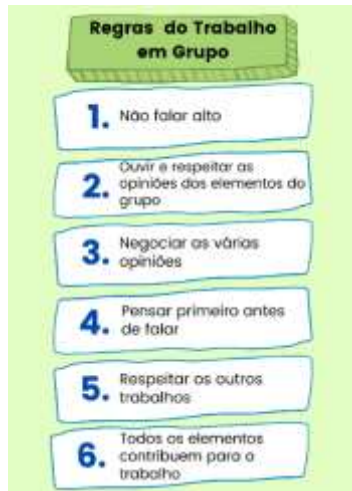 Regras do Trabalho
em Grupo
1. Não falar alto
2. Ouvir e respeitar as
opiniões dos elementos do
grupo
3. Negociar as várias
opiniões
4. Pensar primeiro antes
de falar
5. Respeitar os outros
trabalhos
6. Todos os elementos
contribuem para o
trabalho